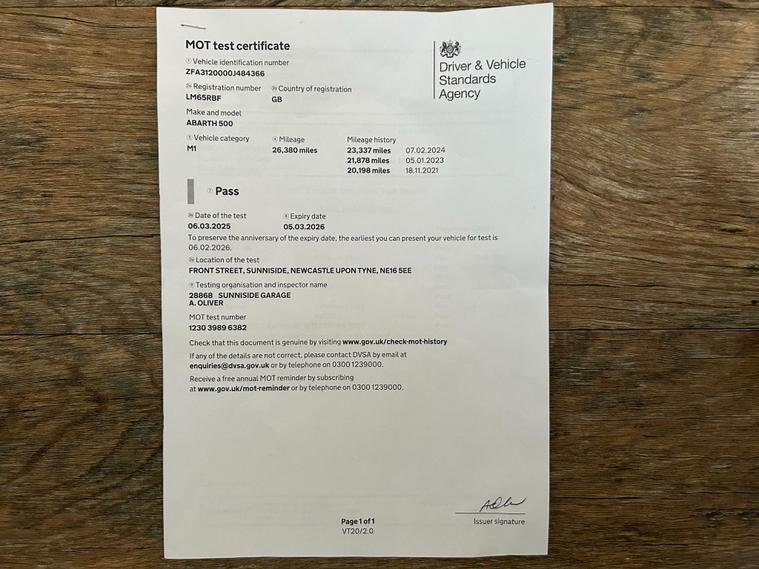 MOT test certificate
Driver & Vehicle
Standards
Agency
Vehicle identification number
ZFA3120000J484366
Registration number Country of registration
LM65RBF GB
Make and model
ABARTH 500
Vehicle category Mileage Mileage history
M1 26,380 miles 23,337 miles 07.02.2024
21,878 miles 05.01.2023
20,198 miles 18.11.2021
Pass
Date of the test Expiry date
06.03.2025 05.03.2026
To preserve the anniversary of the expiry date, the earliest you can present your vehicle for test is
06.02.2026.
Location of the test
FRONT STREET, SUNNISIDE, NEWCASTLE UPON TYNE, NE16 5EE
Testing organisation and inspector name
28868 SUNNISIDE GARAGE
A. OLIVER
MOT test number
1230 3989 6382
Check that this document is genuine by visiting www.gov.uk/check-mot-history
If any of the details are not correct, please contact DVSA by email at
enquiries@dvsa.gov.uk or by telephone on 0300 1239000.
Receive a free annual MOT reminder by subscribing
at www.gov.uk/mot-reminder or by telephone on 0300 1239000.
Issuer signature
Page 1 of 1
VT20/2.0